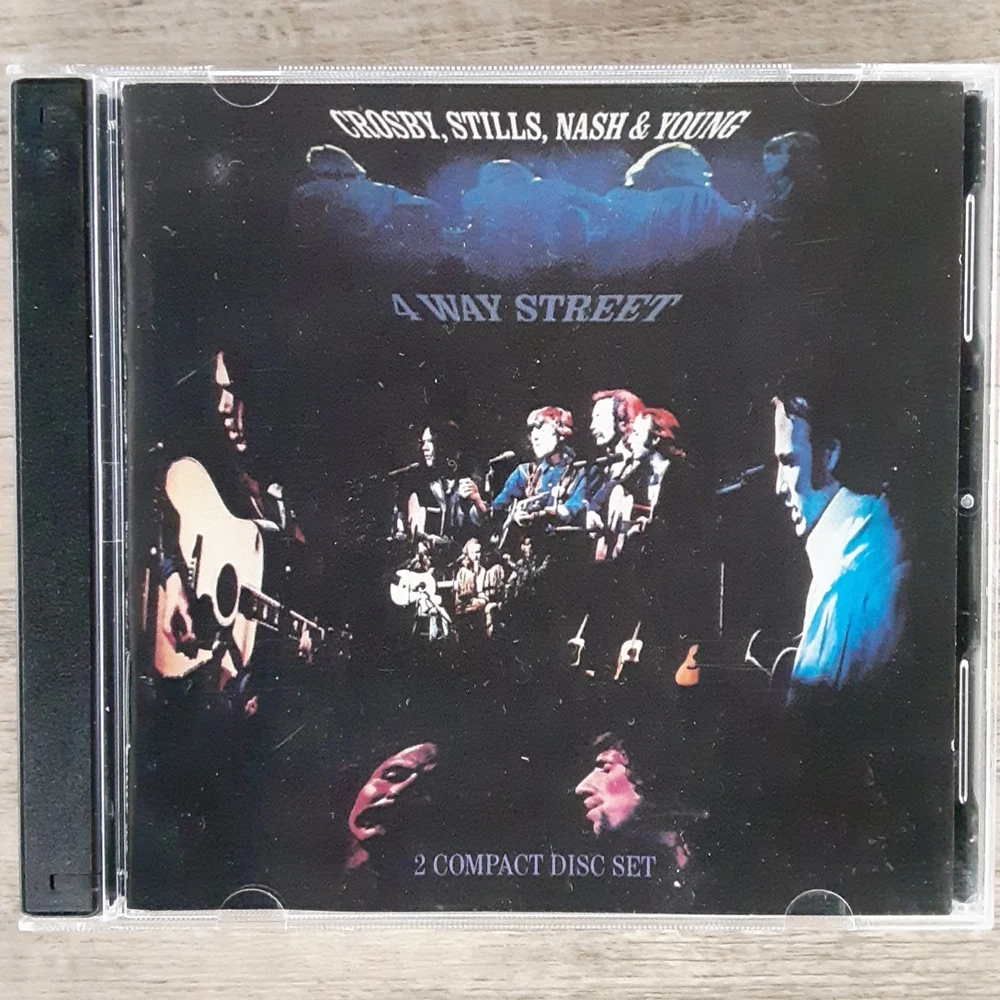 CROSBY, STILLS, NASH & YOUNG
4 WAY STREET
2 COMPACT DISC SET